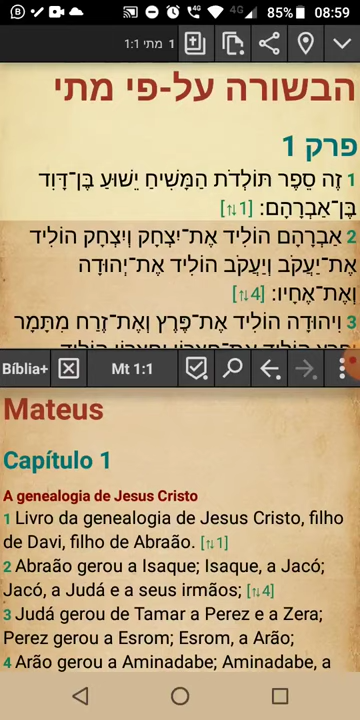 85% 08:59
1 מתי 1:1
הבשורה על-פי מתי
פרק 1
1 זֶה סֵפֶר תּוֹלְדֹת הַמָּשִׁיחַ יֵשׁוּעַ בֶּן־דָּוִד
בֶּן־אַבְרָהָם: [1⇅]
2 אַבְרָהָם הוֹלִיד אֶת־יִצְחָק וְיִצְחָק הוֹלִיד
אֶת־יַעֲקֹב וְיַעֲקֹב הוֹלִיד אֶת־יְהוּדָה
וְאֶת־אֶחָיו: [4⇅]
3 וִיהוּדָה הוֹלִיד אֶת־פֶּרֶץ וְאֶת־זֶרַח מִתָּמָר
Bíblia+ Mt 1:1
Mateus
Capítulo 1
A genealogia de Jesus Cristo
1 Livro da genealogia de Jesus Cristo, filho
de Davi, filho de Abraão. [⇅1]
2 Abraão gerou a Isaque; Isaque, a Jacó;
Jacó, a Judá e a seus irmãos; [⇅4]
3 Judá gerou de Tamar a Perez e a Zera;
Perez gerou a Esrom; Esrom, a Arão;
4 Arão gerou a Aminadabe; Aminadabe, a